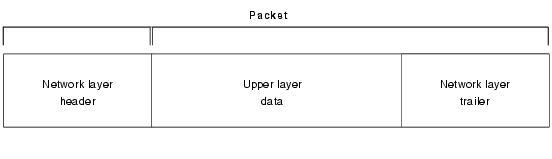 Packet
Network layer
header
Upper layer
data
Network layer
trailer